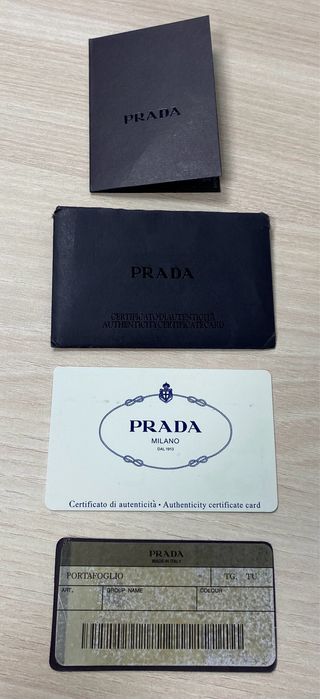 PRADA
PRADA
CERTIFICATO DI AUTENTICITÀ
AUTHENTICITY CERTIFICATE CARD
PRADA
MILANO
DAL 1913
Certificato di autenticità • Authenticity certificate card
PRADA
MADE IN ITALY
PORTAFOGLIO TG. TU
ART. GROUP NAME COLOUR